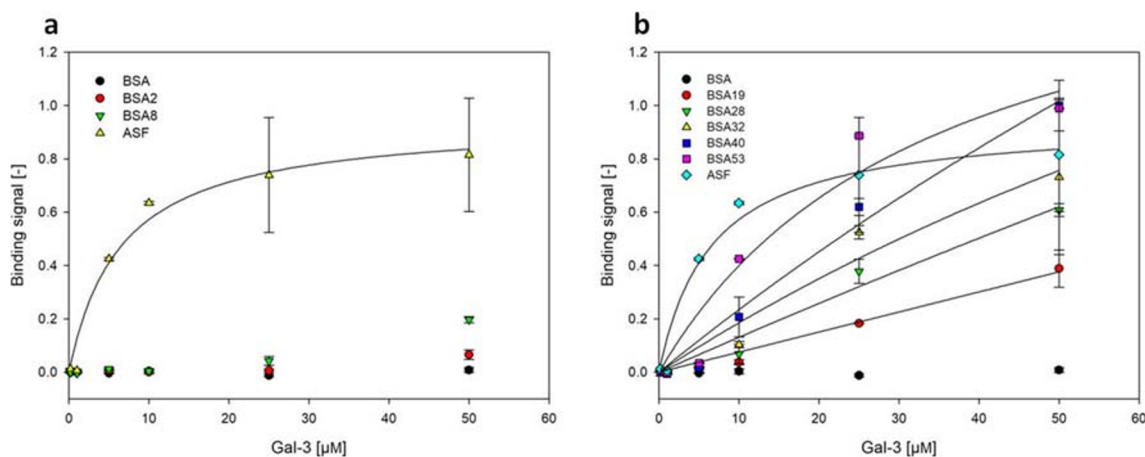 a
1.2
1.0
0.8
0.6
0.4
0.2
0.0
Binding signal [-]
BSA
BSA2
BSA8
ASF
0 10 20 30 40 50 60
Gal-3 [µM]
b
1.2
1.0
0.8
0.6
0.4
0.2
0.0
Binding signal [-]
BSA
BSA19
BSA28
BSA32
BSA40
BSA53
ASF
0 10 20 30 40 50 60
Gal-3 [µM]